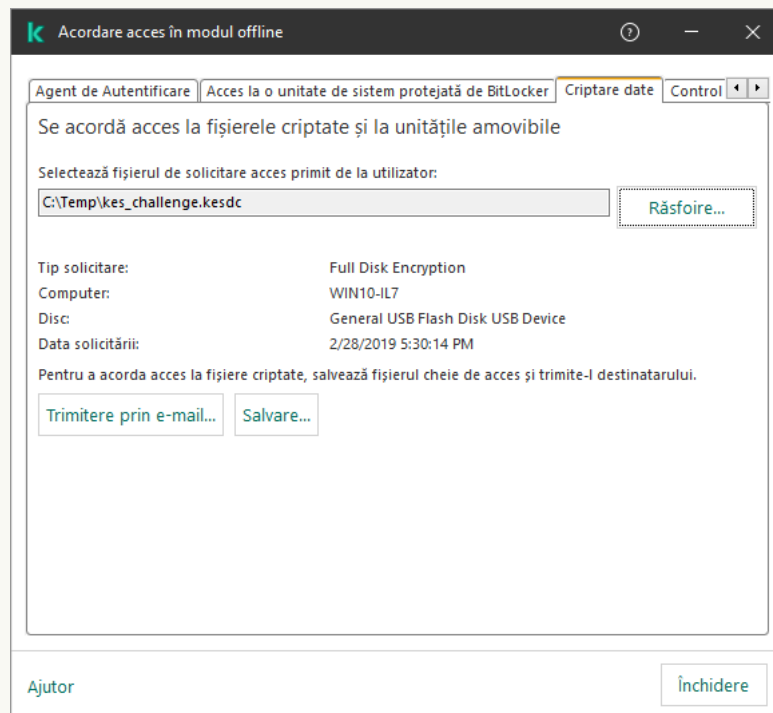 Acordare acces în modul offline
Agent de Autentificare Acces la o unitate de sistem protejată de BitLocker Criptare date Control
Se acordă acces la fișierele criptate și la unitățile amovibile
Selectează fișierul de solicitare acces primit de la utilizator:
C:\Temp\kes_challenge.kesdc
Răsfoire...
Tip solicitare: Full Disk Encryption
Computer: WIN10-IL7
Disc: General USB Flash Disk USB Device
Data solicitării: 2/28/2019 5:30:14 PM
Pentru a acorda acces la fișiere criptate, salvează fișierul cheie de acces și trimite-l destinatarului.
Trimitere prin e-mail... Salvare...
Ajutor Închidere